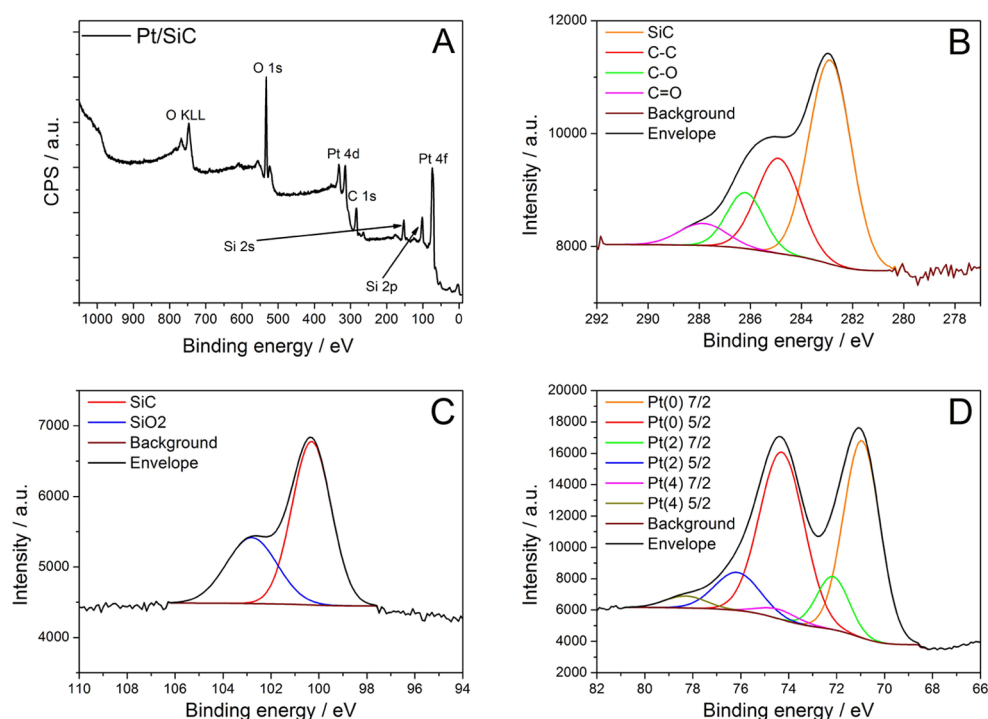 Pt/SiC
A
O 1s
O KLL
Pt 4d
Pt 4f
C 1s
Si 2s
Si 2p
CPS / a.u.
1000 900 800 700 600 500 400 300 200 100 0
Binding energy / eV
SiC
C-C
C-O
C=O
Background
Envelope
B
12000
10000
8000
Intensity / a.u.
292 290 288 286 284 282 280 278
Binding energy / eV
SiC
SiO2
Background
Envelope
C
7000
6000
5000
4000
Intensity / a.u.
110 108 106 104 102 100 98 96 94
Binding energy / eV
Pt(0) 7/2
Pt(0) 5/2
Pt(2) 7/2
Pt(2) 5/2
Pt(4) 7/2
Pt(4) 5/2
Background
Envelope
D
20000
18000
16000
14000
12000
10000
8000
6000
4000
2000
Intensity / a.u.
82 80 78 76 74 72 70 68 66
Binding energy / eV